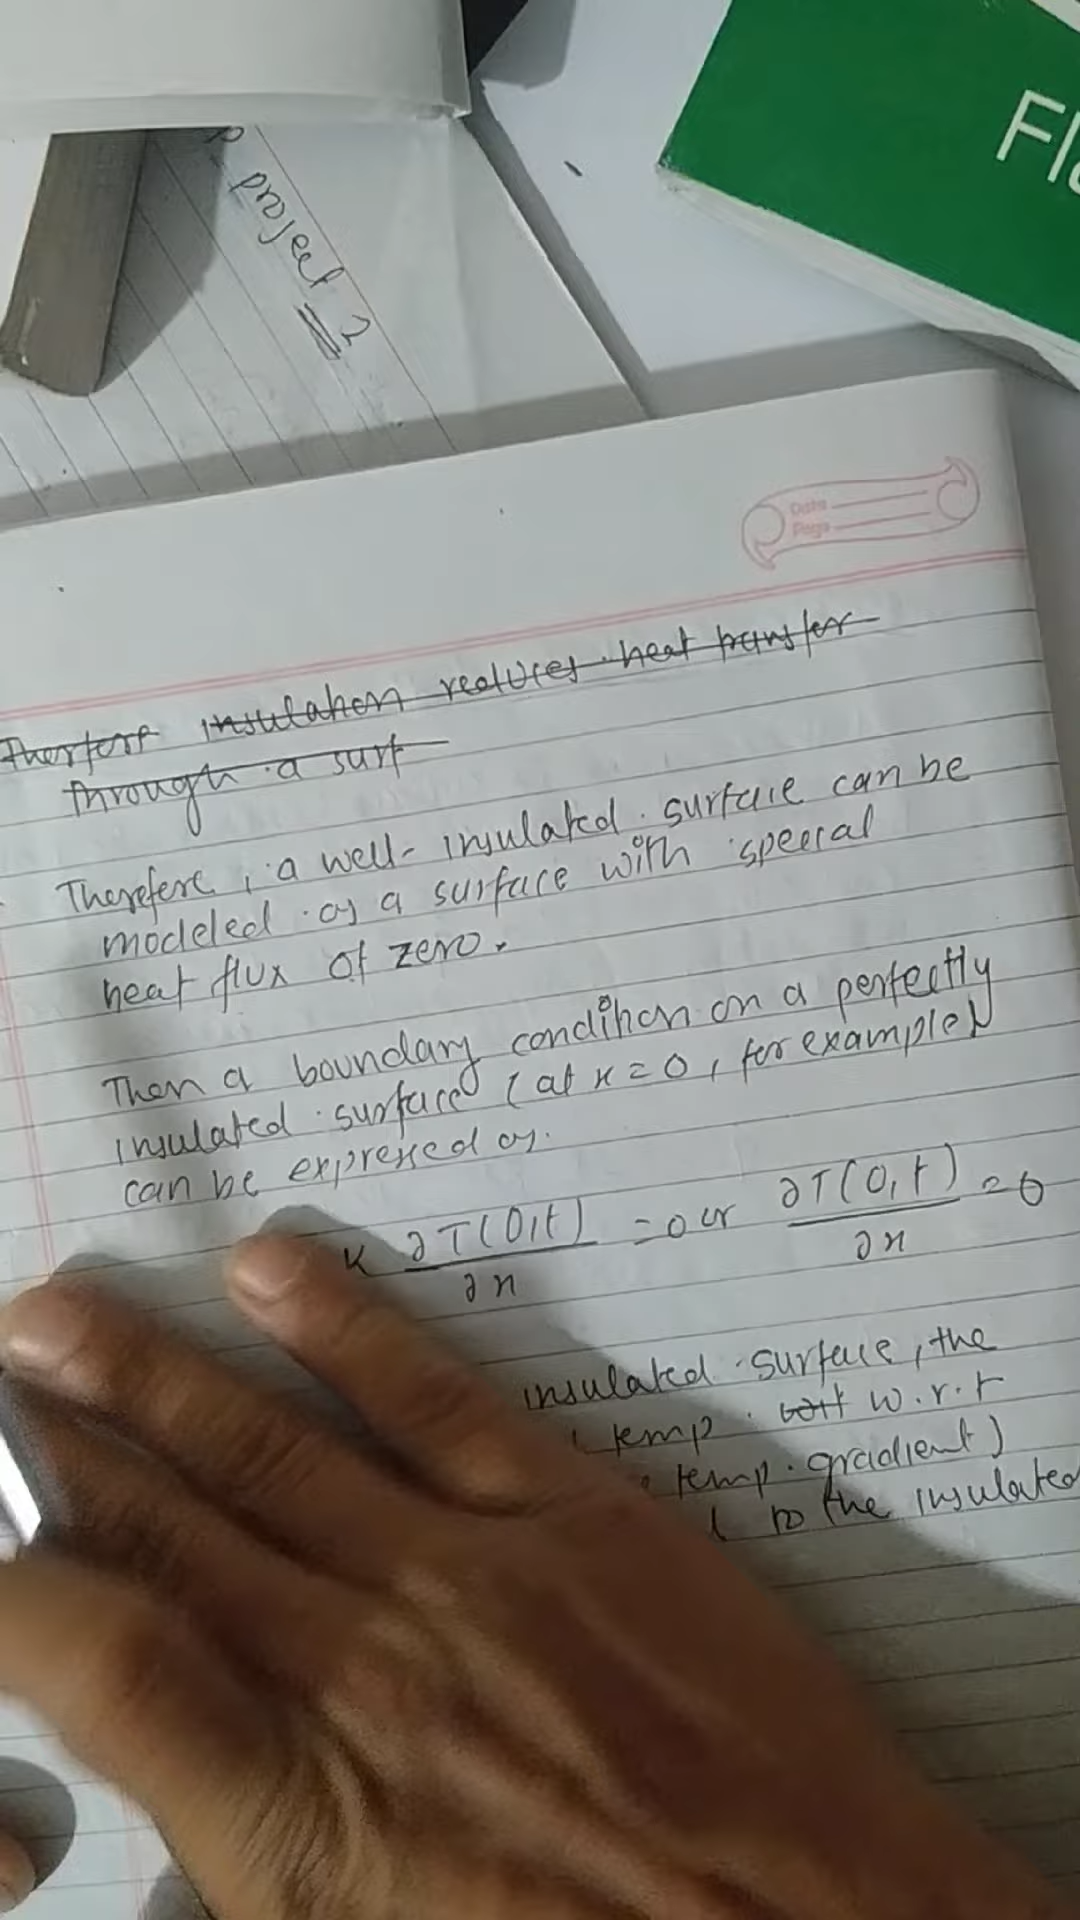 project 2
Fl
Date
Page
Therefore insulation reduces heat transfer
through a surf
Therefore, a well-insulated surface can be
modeled as a surface with special
heat flux of zero.
Then a boundary condition on a perfectly
insulated surface (at x = 0, for example)
can be expressed as.
K ∂T(0,t)/∂x = 0 or ∂T(0,t)/∂x = 0
insulated surface, the
temp. w.r.t
temp. gradient)
to the insulated